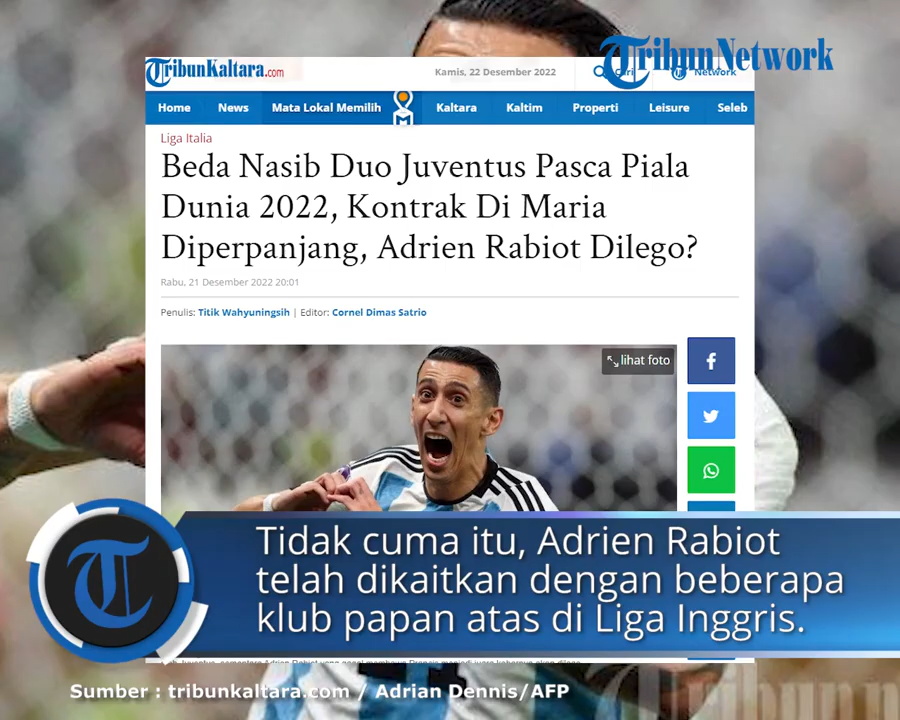 TribunNetwork
TribunKaltara.com
Kamis, 22 Desember 2022
Cari
Network
Home News Mata Lokal Memilih Kaltara Kaltim Properti Leisure Seleb
Liga Italia
Beda Nasib Duo Juventus Pasca Piala
Dunia 2022, Kontrak Di Maria
Diperpanjang, Adrien Rabiot Dilego?
Rabu, 21 Desember 2022 20:01
Penulis: Titik Wahyuningsih | Editor: Cornel Dimas Satrio
lihat foto
Tidak cuma itu, Adrien Rabiot
telah dikaitkan dengan beberapa
klub papan atas di Liga Inggris.
Sumber : tribunkaltara.com / Adrian Dennis/AFP
Tribun